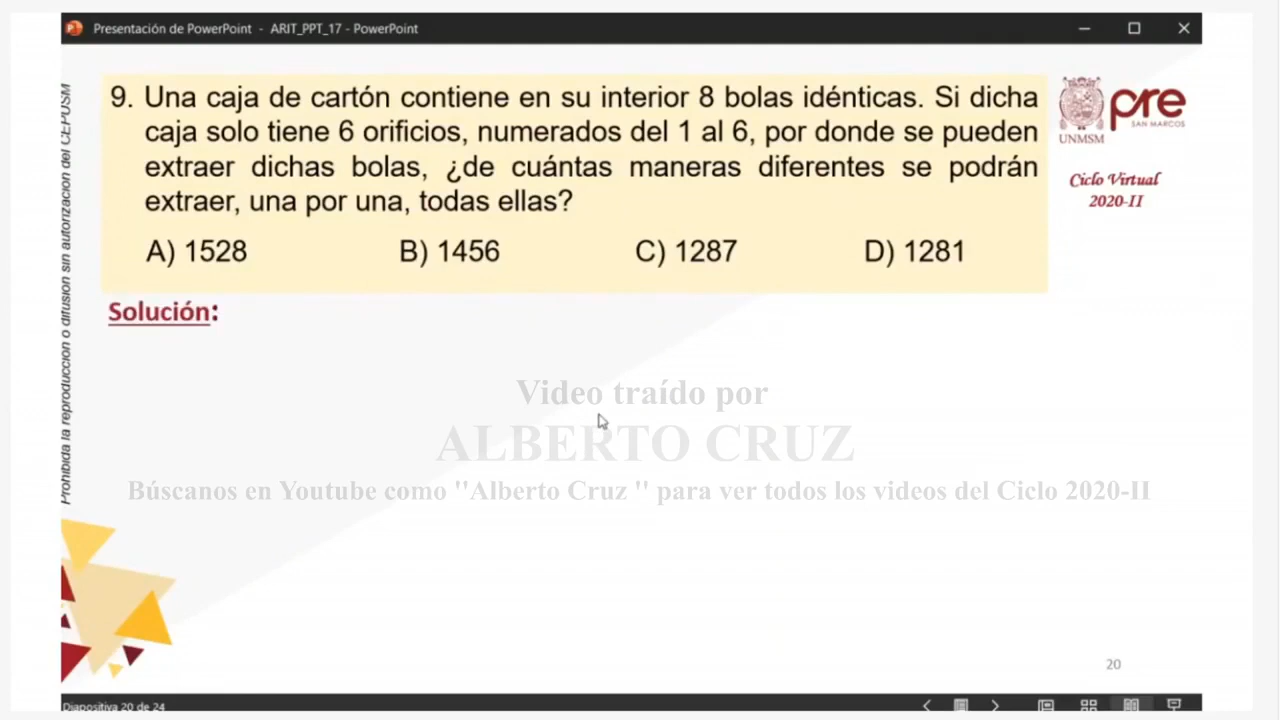 Presentación de PowerPoint - ARIT_PPT_17 - PowerPoint
Prohibida la reproduccion o difusión sin autorizacion del CEPUSM
9. Una caja de cartón contiene en su interior 8 bolas idénticas. Si dicha
caja solo tiene 6 orificios, numerados del 1 al 6, por donde se pueden
extraer dichas bolas, ¿de cuántas maneras diferentes se podrán
extraer, una por una, todas ellas?
A) 1528 B) 1456 C) 1287 D) 1281
UNMSM
pre
SAN MARCOS
Ciclo Virtual
2020-II
Solución:
Video traído por
ALBERTO CRUZ
Búscanos en Youtube como "Alberto Cruz " para ver todos los videos del Ciclo 2020-II
20
Diapositiva 20 de 24